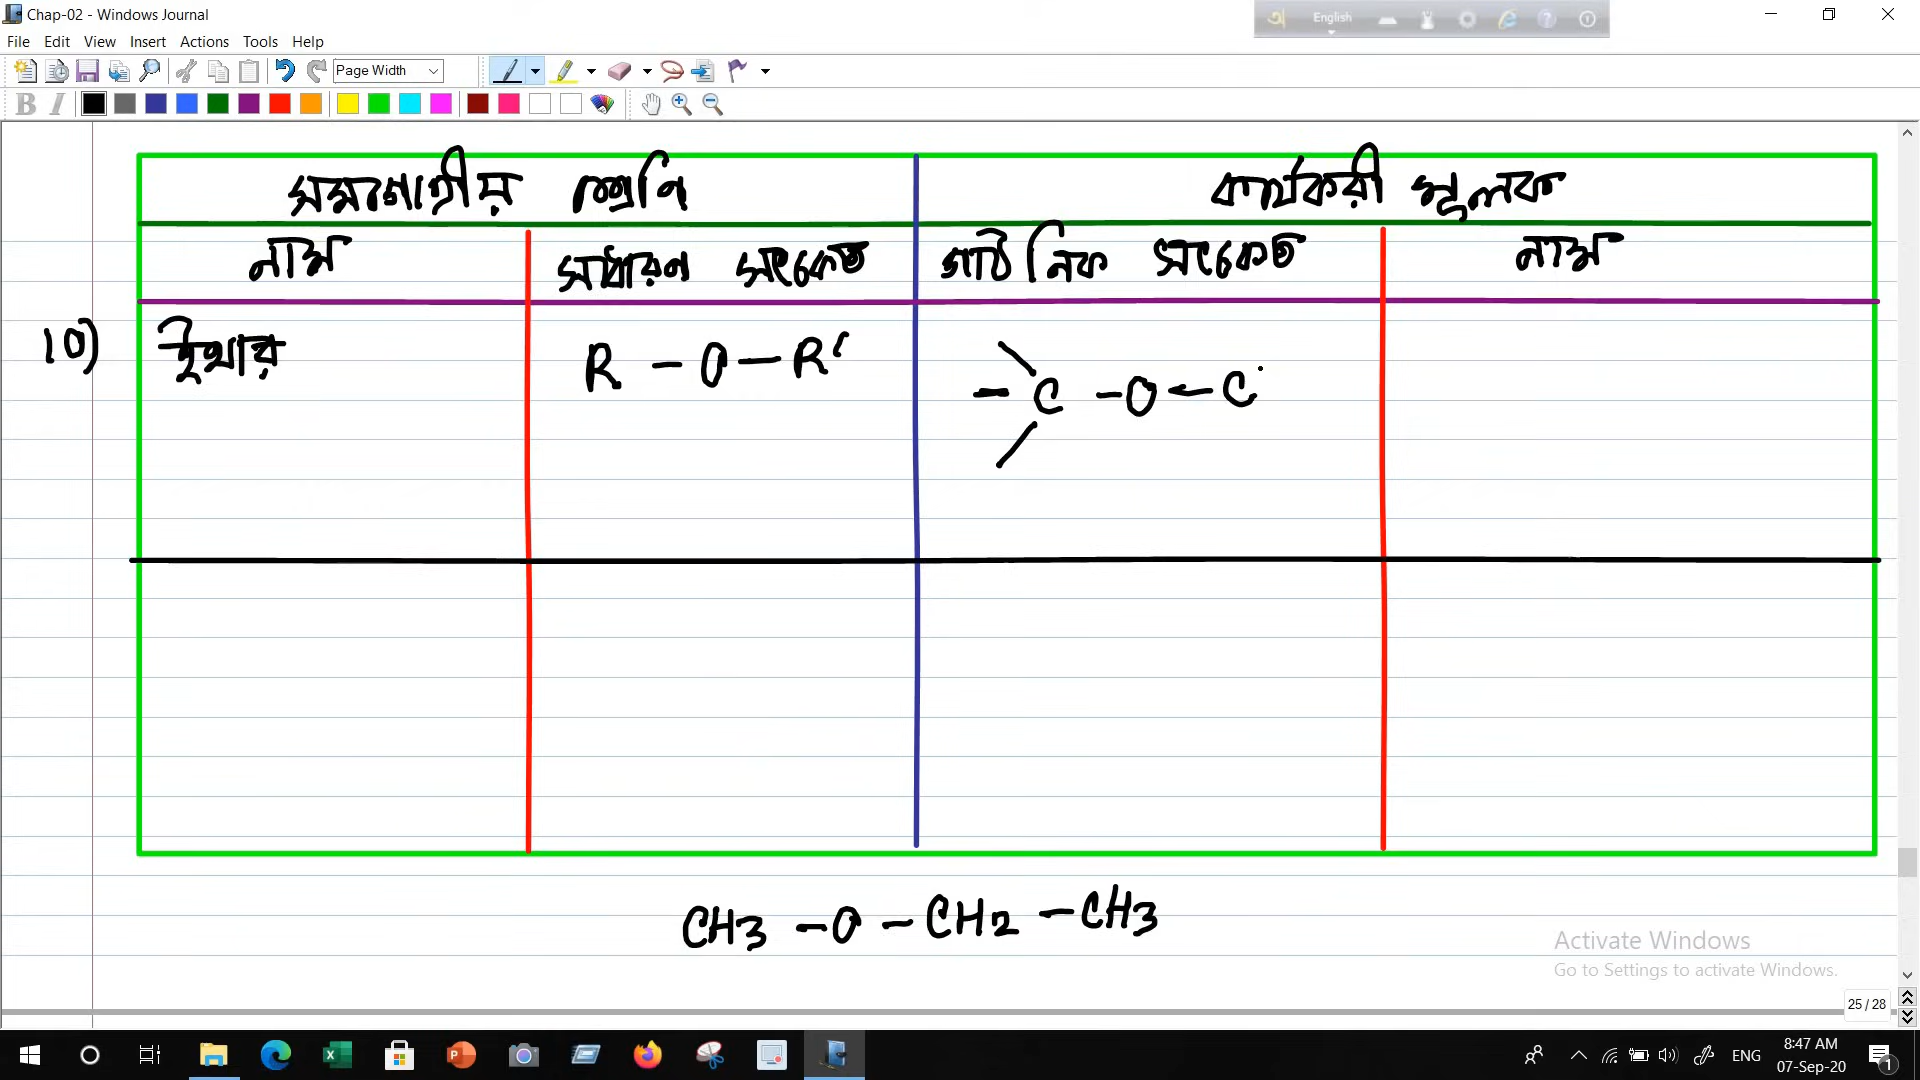 Chap-02 - Windows Journal
English
File Edit View Insert Actions Tools Help
Page Width
B I
সমগোত্রীয় শ্রেণি কার্যকরী মূলক
নাম সাধারণ সংকেত গাঠনিক সংকেত নাম
10) ইথার R - O - R' - C - O - C
CH3 - O - CH2 - CH3
Activate Windows
Go to Settings to activate Windows.
25 / 28
ENG
8:47 AM
07-Sep-20
1